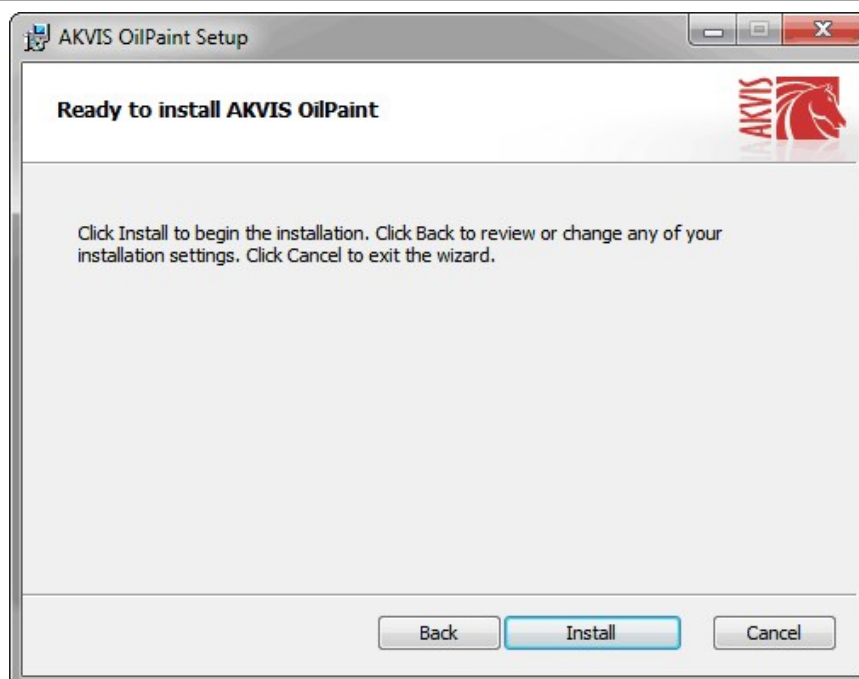 AKVIS OilPaint Setup
Ready to install AKVIS OilPaint
AKVIS
Click Install to begin the installation. Click Back to review or change any of your
installation settings. Click Cancel to exit the wizard.
Back
Install
Cancel